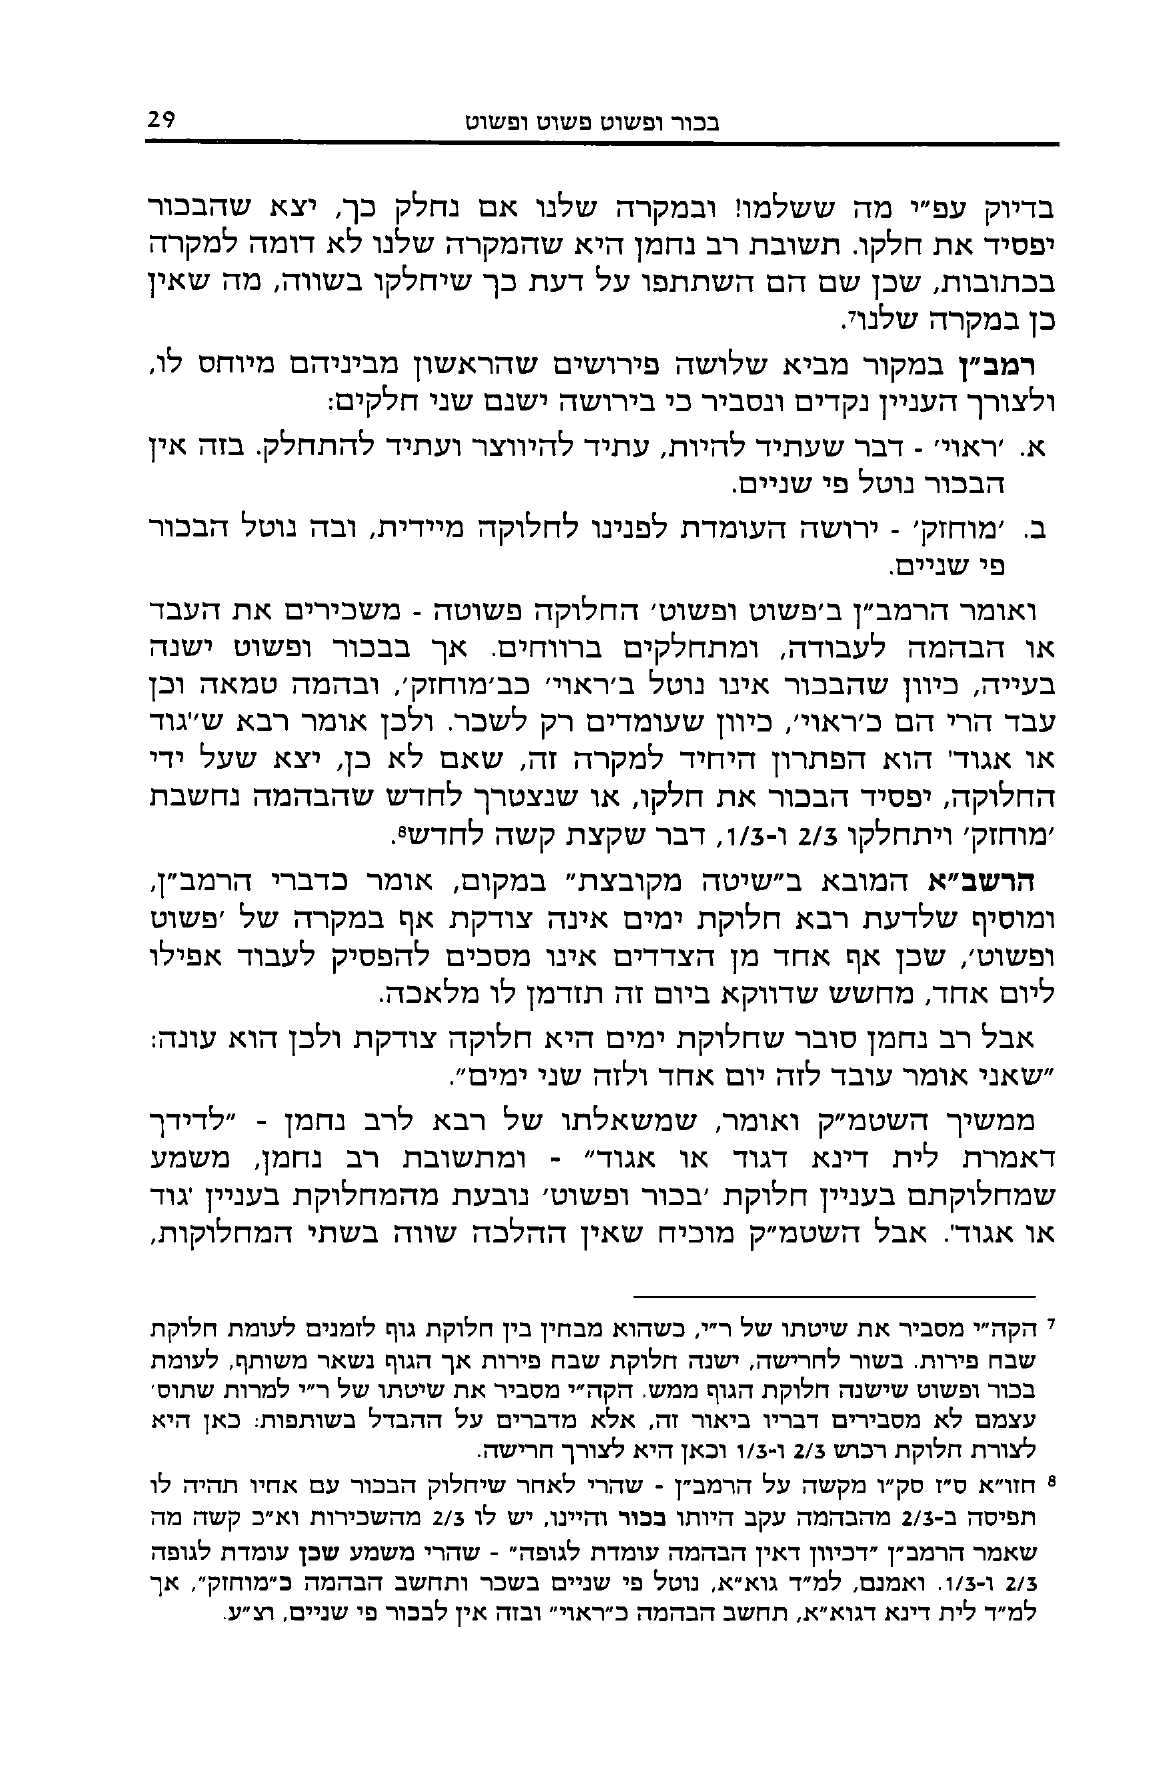 בכור ופשוט פשוט ופשוט 29
בדיוק עפ״י מה ששלמו! ובמקרה שלנו אם נחלק כך, יצא שהבכור
יפסיד את חלקו. תשובת רב נחמן היא שהמקרה שלנו לא דומה למקרה
בכתובות, שכן שם הם השתתפו על דעת כך שיחלקו בשווה, מה שאין
כן במקרה שלנו⁷.
רמב״ן במקור מביא שלושה פירושים שהראשון מביניהם מיוחס לו,
ולצורך העניין נקדים ונסביר כי בירושה ישנם שני חלקים:
א. ׳ראוי׳ - דבר שעתיד להיות, עתיד להיווצר ועתיד להתחלק. בזה אין
הבכור נוטל פי שניים.
ב. ׳מוחזק׳ - ירושה העומדת לפנינו לחלוקה מיידית, ובה נוטל הבכור
פי שניים.
ואומר הרמב״ן ב׳פשוט ופשוט׳ החלוקה פשוטה - משכירים את העבד
או הבהמה לעבודה, ומתחלקים ברווחים. אך בבכור ופשוט ישנה
בעייה, כיוון שהבכור אינו נוטל ב׳ראוי׳ כב׳מוחזק׳, ובהמה טמאה וכן
עבד הרי הם כ׳ראוי׳, כיוון שעומדים רק לשכר. ולכן אומר רבא ש׳׳גוד
או אגוד׳ הוא הפתרון היחיד למקרה זה, שאם לא כן, יצא שעל ידי
החלוקה, יפסיד הבכור את חלקו, או שנצטרך לחדש שהבהמה נחשבת
׳מוחזק׳ ויתחלקו 2/3 ו-1/3, דבר שקצת קשה לחדש⁸.
הרשב״א המובא ב״שיטה מקובצת״ במקום, אומר כדברי הרמב״ן,
ומוסיף שלדעת רבא חלוקת ימים אינה צודקת אף במקרה של ׳פשוט
ופשוט׳, שכן אף אחד מן הצדדים אינו מסכים להפסיק לעבוד אפילו
ליום אחד, מחשש שדווקא ביום זה תזדמן לו מלאכה.
אבל רב נחמן סובר שחלוקת ימים היא חלוקה צודקת ולכן הוא עונה:
״שאני אומר עובד לזה יום אחד ולזה שני ימים״.
ממשיך השטמ״ק ואומר, שמשאלתו של רבא לרב נחמן - ״לדידך
דאמרת לית דינא דגוד או אגוד״ - ומתשובת רב נחמן, משמע
שמחלוקתם בעניין חלוקת ׳בכור ופשוט׳ נובעת מהמחלוקת בעניין ׳גוד
או אגוד׳. אבל השטמ״ק מוכיח שאין ההלכה שווה בשתי המחלוקות,
⁷ הקה״י מסביר את שיטתו של ר״י, כשהוא מבחין בין חלוקת גוף לזמנים לעומת חלוקת
שבח פירות. בשור לחרישה, ישנה חלוקת שבח פירות אך הגוף נשאר משותף, לעומת
בכור ופשוט שישנה חלוקת הגוף ממש. הקה״י מסביר את שיטתו של ר״י למרות שתוס׳
עצמם לא מסבירים דבריו ביאור זה, אלא מדברים על ההבדל בשותפות: כאן היא
לצורת חלוקת רכוש 2/3 ו-1/3 וכאן היא לצורך חרישה.
⁸ חזו״א ס״ז סק״ו מקשה על הרמב״ן - שהרי לאחר שיחלוק הבכור עם אחיו תהיה לו
תפיסה ב-2/3 מהבהמה עקב היותו בכור והיינו, יש לו 2/3 מהשכירות וא״כ קשה מה
שאמר הרמב״ן ״דכיוון דאין הבהמה עומדת לגופה״ - שהרי משמע שכן עומדת לגופה
2/3 ו-1/3. ואמנם, למ״ד גוא״א, נוטל פי שניים בשכר ותחשב הבהמה כ״מוחזק״, אך
למ״ד לית דינא דגוא״א, תחשב הבהמה כ״ראוי״ ובזה אין לבכור פי שניים, וצ״ע.